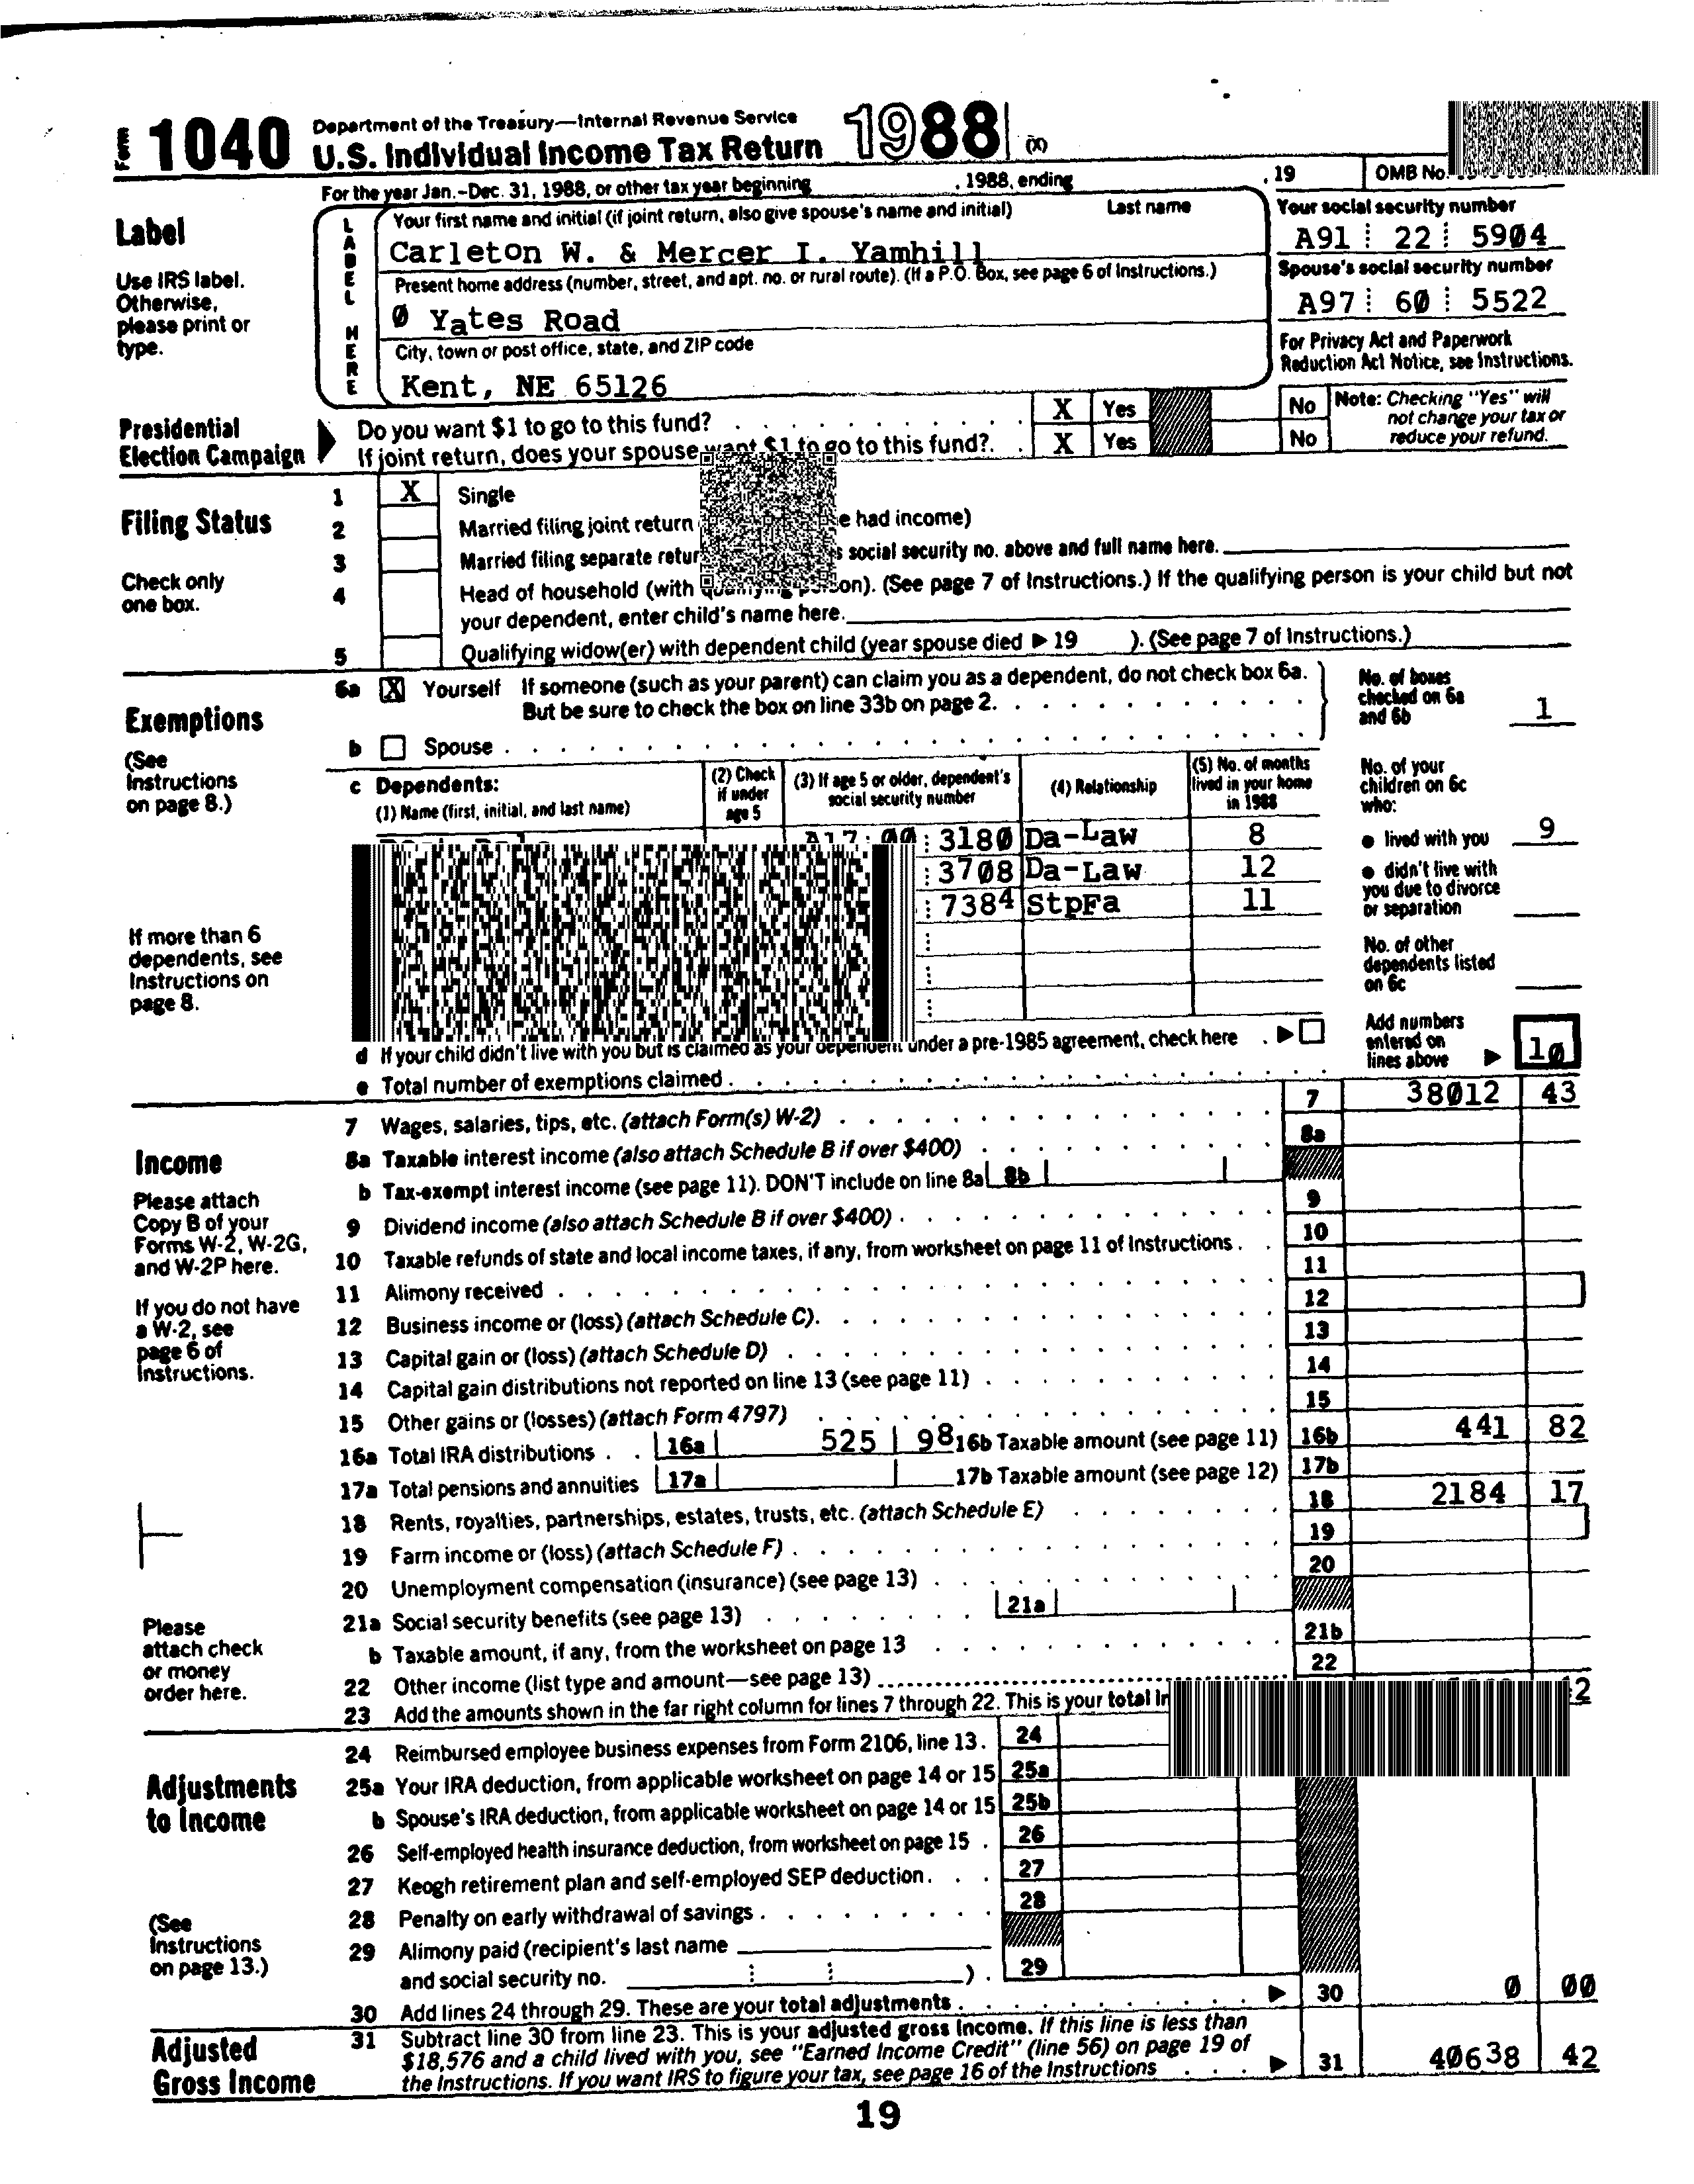 Form 1040 Department of the Treasury—Internal Revenue Service
U.S. Individual Income Tax Return 1988 (X)
For the year Jan.–Dec. 31, 1988, or other tax year beginning , 1988, ending , 19 OMB No.
Label
Use IRS label. Otherwise, please print or type.
LABEL HERE
Your first name and initial (if joint return, also give spouse's name and initial) Last name
Carleton W. & Mercer I. Yamhill
Present home address (number, street, and apt. no. or rural route). (If a P.O. Box, see page 6 of Instructions.)
0 Yates Road
City, town or post office, state, and ZIP code
Kent, NE 65126
Your social security number
A91 22 5904
Spouse's social security number
A97 60 5522
For Privacy Act and Paperwork Reduction Act Notice, see Instructions.
Presidential Election Campaign
Do you want $1 to go to this fund? X Yes No
If joint return, does your spouse want $1 to go to this fund? X Yes No
Note: Checking "Yes" will not change your tax or reduce your refund.
Filing Status
Check only one box.
1 X Single
2 Married filing joint return e had income)
3 Married filing separate retur s social security no. above and full name here.
4 Head of household (with qualifying person). (See page 7 of Instructions.) If the qualifying person is your child but not
your dependent, enter child's name here.
5 Qualifying widow(er) with dependent child (year spouse died ▶ 19 ). (See page 7 of Instructions.)
Exemptions
(See Instructions on page 8.)
If more than 6 dependents, see Instructions on page 8.
6a X Yourself If someone (such as your parent) can claim you as a dependent, do not check box 6a.
But be sure to check the box on line 33b on page 2.
b Spouse
No. of boxes checked on 6a and 6b 1
c Dependents:
(1) Name (first, initial, and last name)
(2) Check if under age 5
(3) If age 5 or older, dependent's social security number
(4) Relationship
(5) No. of months lived in your home in 1988
A17 00 3180 Da-Law 8
3708 Da-Law 12
7384 StpFa 11
No. of your children on 6c who:
• lived with you 9
• didn't live with you due to divorce or separation
No. of other dependents listed on 6c
d If your child didn't live with you but is claimed as your dependent under a pre-1985 agreement, check here ▶
e Total number of exemptions claimed
Add numbers entered on lines above ▶ 10
Income
Please attach Copy B of your Forms W-2, W-2G, and W-2P here.
If you do not have a W-2, see page 6 of Instructions.
Please attach check or money order here.
7 Wages, salaries, tips, etc. (attach Form(s) W-2) 7 38012 43
8a Taxable interest income (also attach Schedule B if over $400) 8a
b Tax-exempt interest income (see page 11). DON'T include on line 8a 8b
9 Dividend income (also attach Schedule B if over $400) 9
10 Taxable refunds of state and local income taxes, if any, from worksheet on page 11 of Instructions 10
11 Alimony received 11
12 Business income or (loss) (attach Schedule C) 12
13 Capital gain or (loss) (attach Schedule D) 13
14 Capital gain distributions not reported on line 13 (see page 11) 14
15 Other gains or (losses) (attach Form 4797) 15
16a Total IRA distributions 16a 525 98 16b Taxable amount (see page 11) 16b 441 82
17a Total pensions and annuities 17a 17b Taxable amount (see page 12) 17b
18 Rents, royalties, partnerships, estates, trusts, etc. (attach Schedule E) 18 2184 17
19 Farm income or (loss) (attach Schedule F) 19
20 Unemployment compensation (insurance) (see page 13) 20
21a Social security benefits (see page 13) 21a
b Taxable amount, if any, from the worksheet on page 13 21b
22 Other income (list type and amount—see page 13) 22
23 Add the amounts shown in the far right column for lines 7 through 22. This is your total In 2
Adjustments to Income
(See Instructions on page 13.)
24 Reimbursed employee business expenses from Form 2106, line 13. 24
25a Your IRA deduction, from applicable worksheet on page 14 or 15 25a
b Spouse's IRA deduction, from applicable worksheet on page 14 or 15 25b
26 Self-employed health insurance deduction, from worksheet on page 15 26
27 Keogh retirement plan and self-employed SEP deduction 27
28 Penalty on early withdrawal of savings 28
29 Alimony paid (recipient's last name
and social security no. ) 29
30 Add lines 24 through 29. These are your total adjustments ▶ 30 0 00
Adjusted Gross Income
31 Subtract line 30 from line 23. This is your adjusted gross income. If this line is less than
$18,576 and a child lived with you, see "Earned Income Credit" (line 56) on page 19 of
the Instructions. If you want IRS to figure your tax, see page 16 of the Instructions ▶ 31 40638 42
19